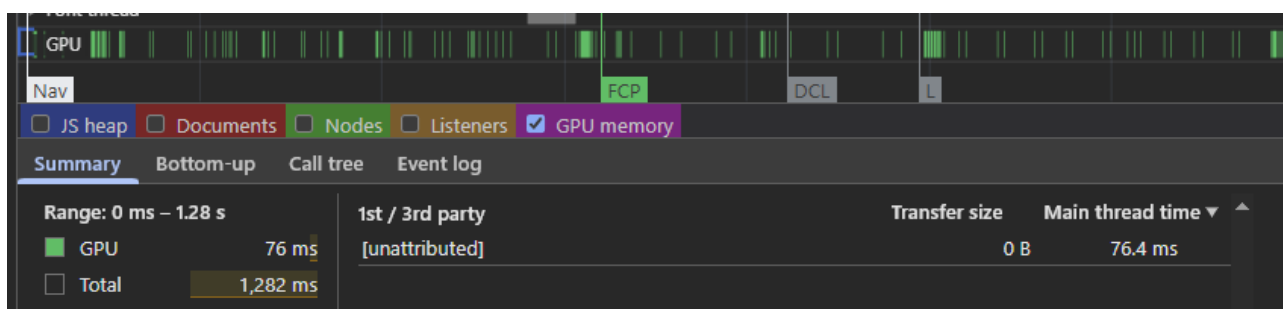 Font thread
GPU
Nav FCP DCL L
JS heap Documents Nodes Listeners GPU memory
Summary Bottom-up Call tree Event log
Range: 0 ms – 1.28 s 1st / 3rd party Transfer size Main thread time ▼
GPU 76 ms [unattributed] 0 B 76.4 ms
Total 1,282 ms